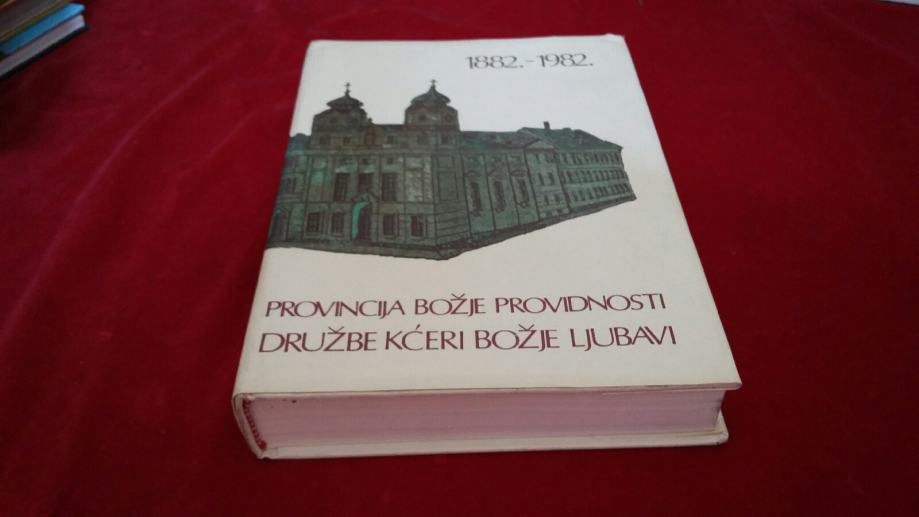 1882.-1982.
PROVINCIJA BOŽJE PROVIDNOSTI
DRUŽBE KĆERI BOŽJE LJUBAVI